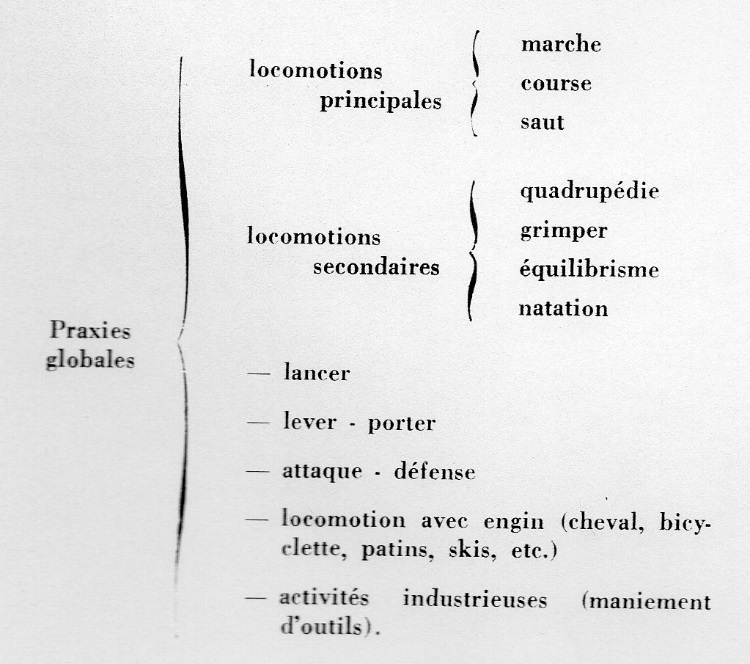 Praxies
globales
locomotions
principales
marche
course
saut
locomotions
secondaires
quadrupédie
grimper
équilibrisme
natation
— lancer
— lever - porter
— attaque - défense
— locomotion avec engin (cheval, bicy-
clette, patins, skis, etc.)
— activités industrieuses (maniement
d'outils).